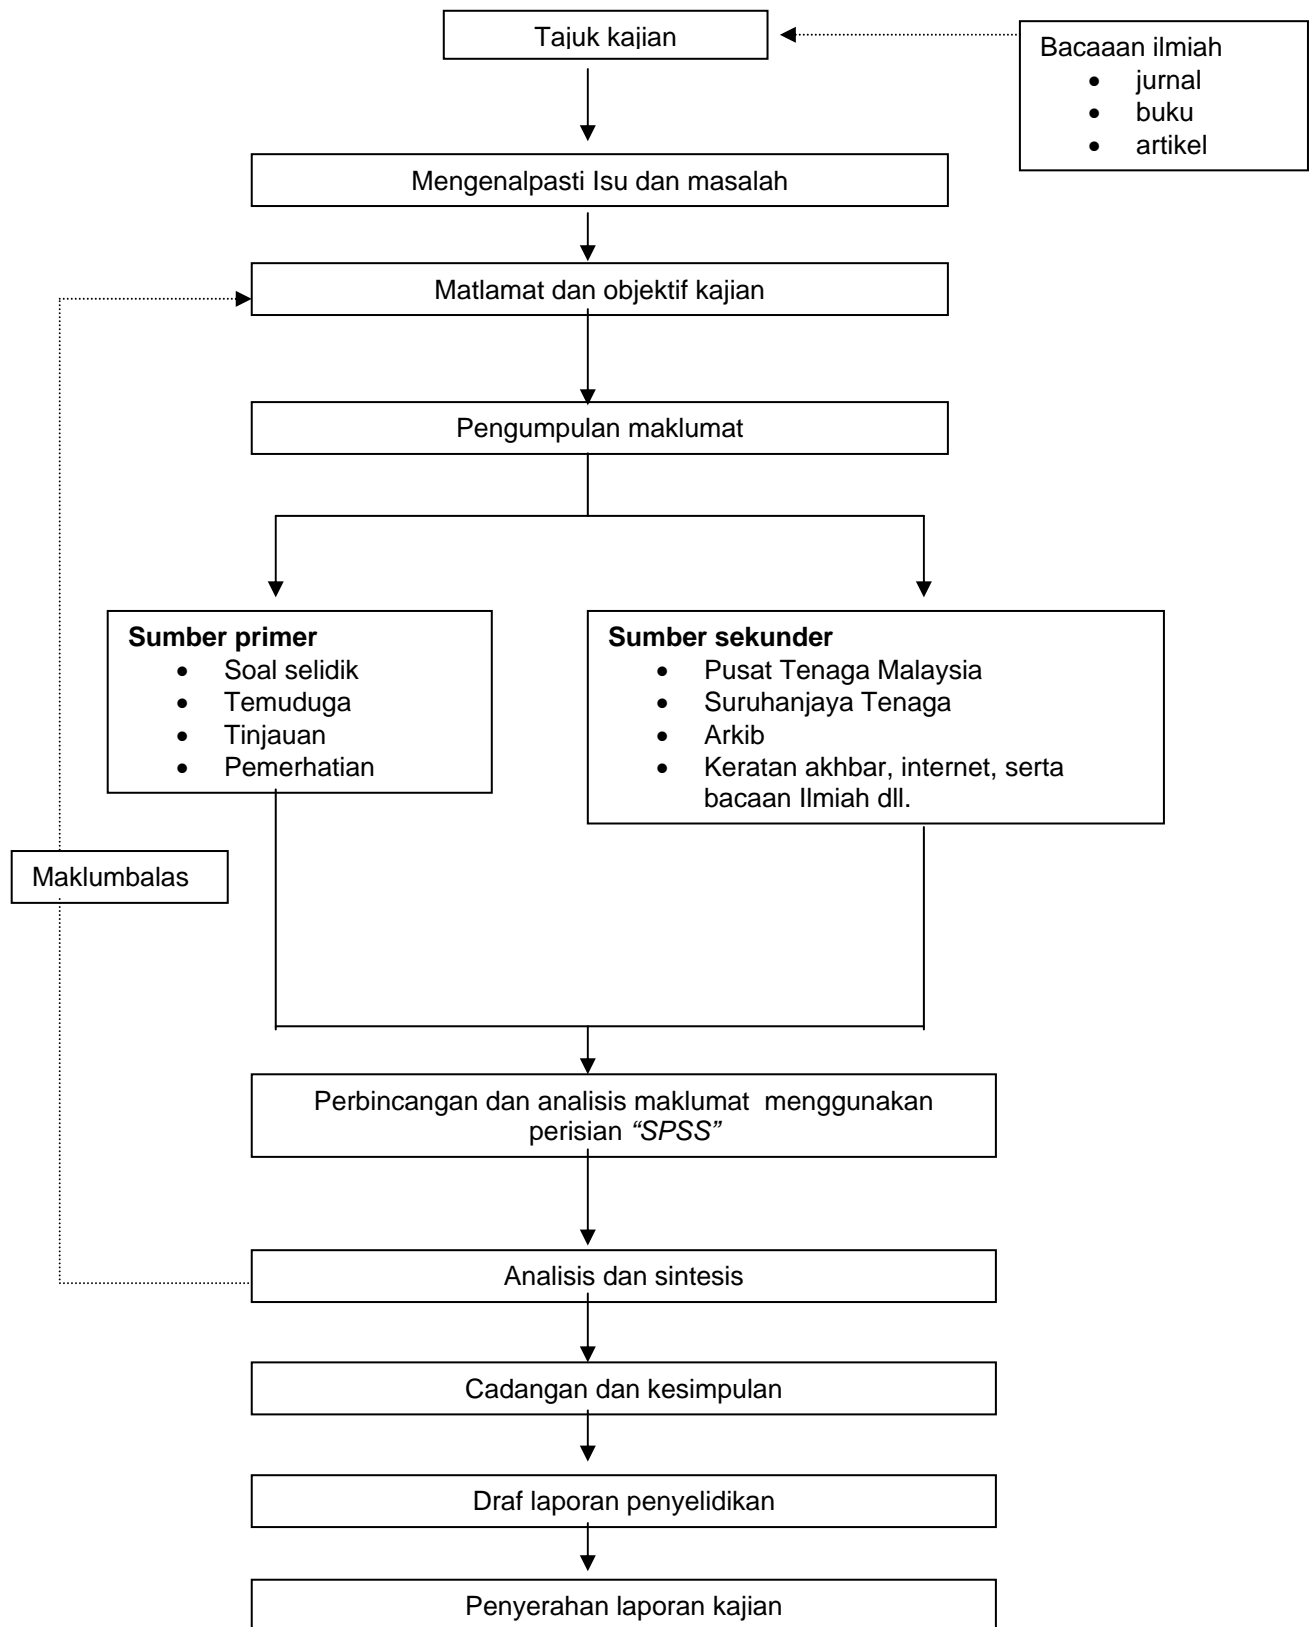 Tajuk kajian
Bacaaan ilmiah
• jurnal
• buku
• artikel
Mengenalpasti Isu dan masalah
Matlamat dan objektif kajian
Pengumpulan maklumat
Sumber primer
• Soal selidik
• Temuduga
• Tinjauan
• Pemerhatian
Sumber sekunder
• Pusat Tenaga Malaysia
• Suruhanjaya Tenaga
• Arkib
• Keratan akhbar, internet, serta
bacaan Ilmiah dll.
Maklumbalas
Perbincangan dan analisis maklumat menggunakan
perisian “SPSS”
Analisis dan sintesis
Cadangan dan kesimpulan
Draf laporan penyelidikan
Penyerahan laporan kajian